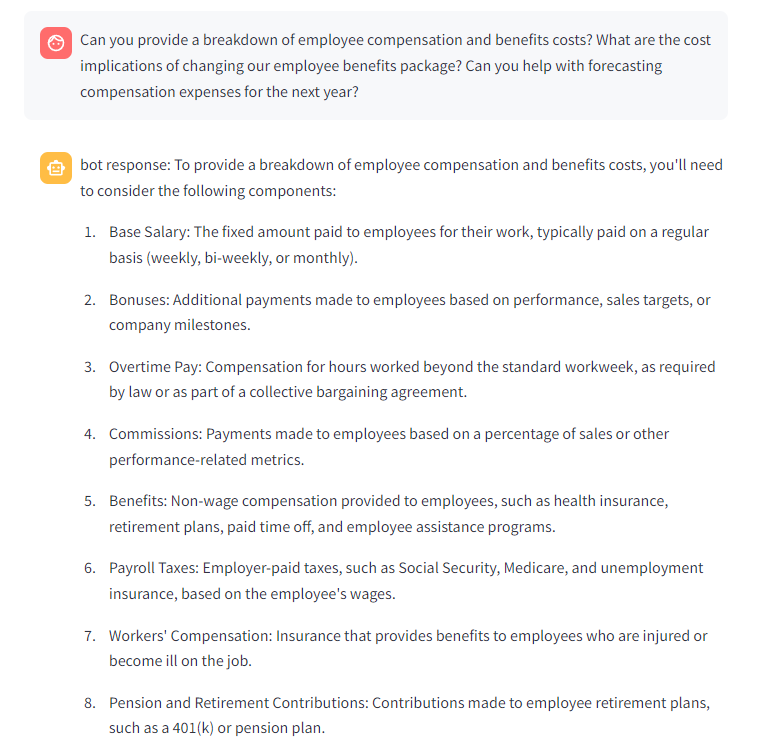 Can you provide a breakdown of employee compensation and benefits costs? What are the cost
implications of changing our employee benefits package? Can you help with forecasting
compensation expenses for the next year?
bot response: To provide a breakdown of employee compensation and benefits costs, you'll need
to consider the following components:
1. Base Salary: The fixed amount paid to employees for their work, typically paid on a regular
basis (weekly, bi-weekly, or monthly).
2. Bonuses: Additional payments made to employees based on performance, sales targets, or
company milestones.
3. Overtime Pay: Compensation for hours worked beyond the standard workweek, as required
by law or as part of a collective bargaining agreement.
4. Commissions: Payments made to employees based on a percentage of sales or other
performance-related metrics.
5. Benefits: Non-wage compensation provided to employees, such as health insurance,
retirement plans, paid time off, and employee assistance programs.
6. Payroll Taxes: Employer-paid taxes, such as Social Security, Medicare, and unemployment
insurance, based on the employee's wages.
7. Workers' Compensation: Insurance that provides benefits to employees who are injured or
become ill on the job.
8. Pension and Retirement Contributions: Contributions made to employee retirement plans,
such as a 401(k) or pension plan.